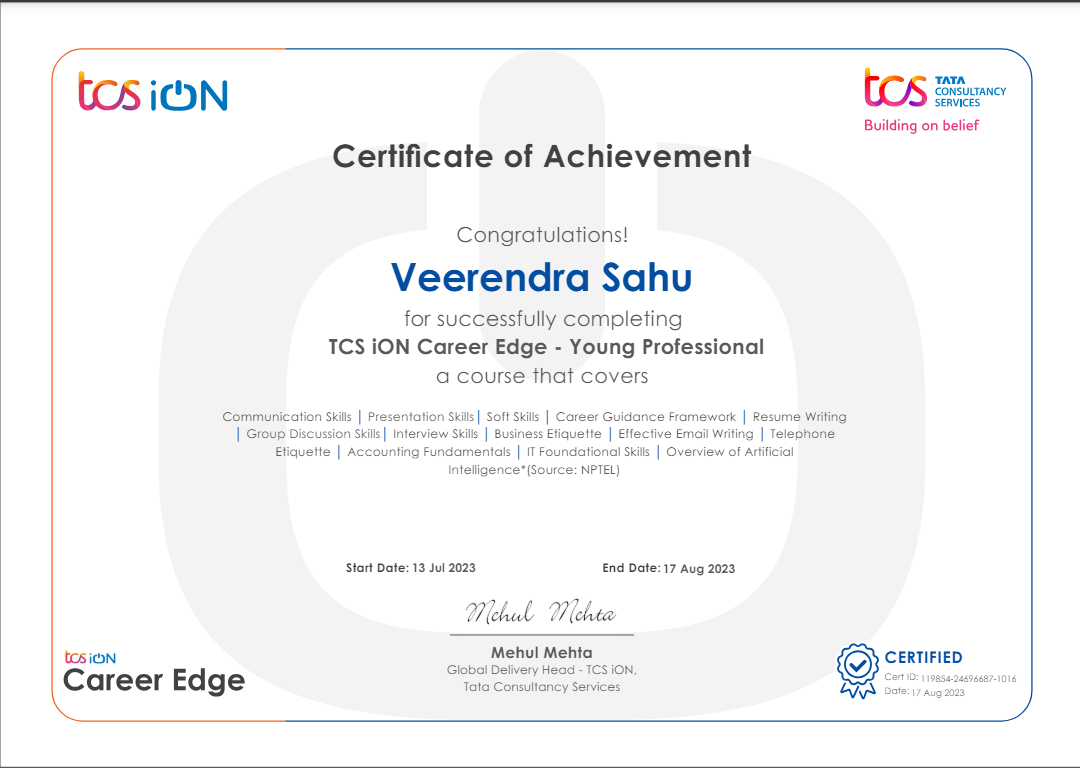 tcs iON
tcs TATA
CONSULTANCY
SERVICES
Building on belief
Certificate of Achievement
Congratulations!
Veerendra Sahu
for successfully completing
TCS iON Career Edge - Young Professional
a course that covers
Communication Skills | Presentation Skills | Soft Skills | Career Guidance Framework | Resume Writing
| Group Discussion Skills | Interview Skills | Business Etiquette | Effective Email Writing | Telephone
Etiquette | Accounting Fundamentals | IT Foundational Skills | Overview of Artificial
Intelligence*(Source: NPTEL)
Start Date: 13 Jul 2023
End Date: 17 Aug 2023
Mehul Mehta
Mehul Mehta
Global Delivery Head - TCS iON,
Tata Consultancy Services
tcs iON
Career Edge
CERTIFIED
Cert ID: 119854-24696687-1016
Date: 17 Aug 2023